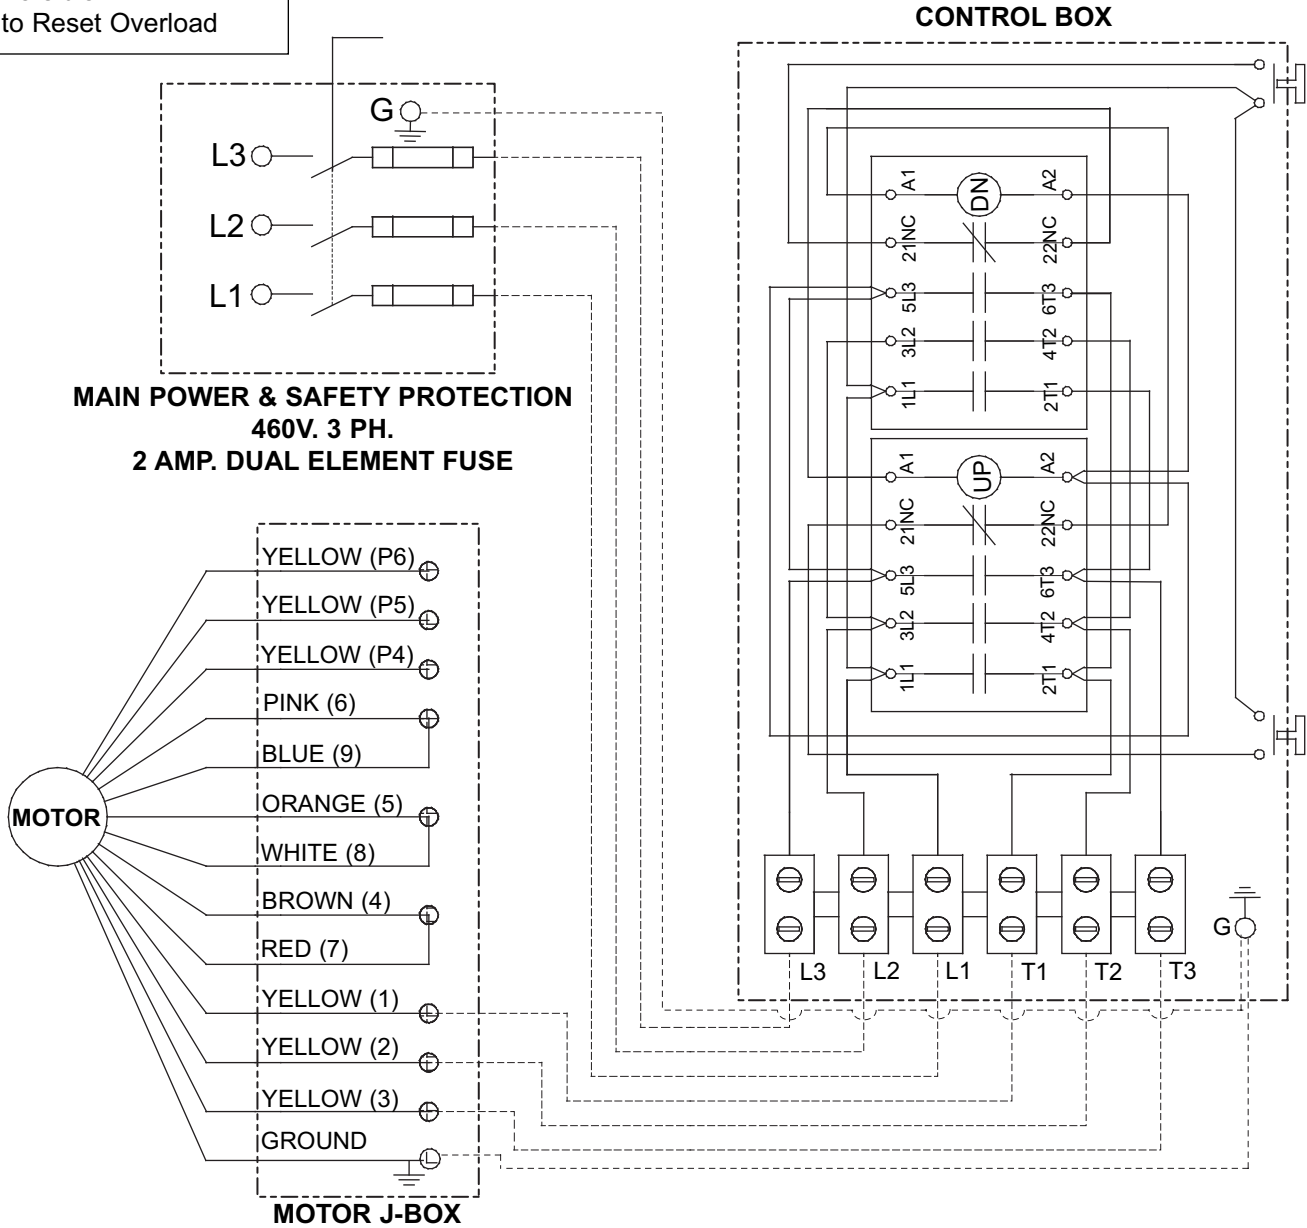 to Reset Overload
CONTROL BOX
G
L3
L2
L1
MAIN POWER & SAFETY PROTECTION
460V. 3 PH.
2 AMP. DUAL ELEMENT FUSE
A1
DN
A2
21NC
22NC
5L3
6T3
3L2
4T2
1L1
2T1
A1
UP
A2
21NC
22NC
5L3
6T3
3L2
4T2
1L1
2T1
YELLOW (P6)
YELLOW (P5)
YELLOW (P4)
PINK (6)
BLUE (9)
MOTOR
ORANGE (5)
WHITE (8)
BROWN (4)
RED (7)
YELLOW (1)
YELLOW (2)
YELLOW (3)
GROUND
MOTOR J-BOX
L3
L2
L1
T1
T2
T3
G